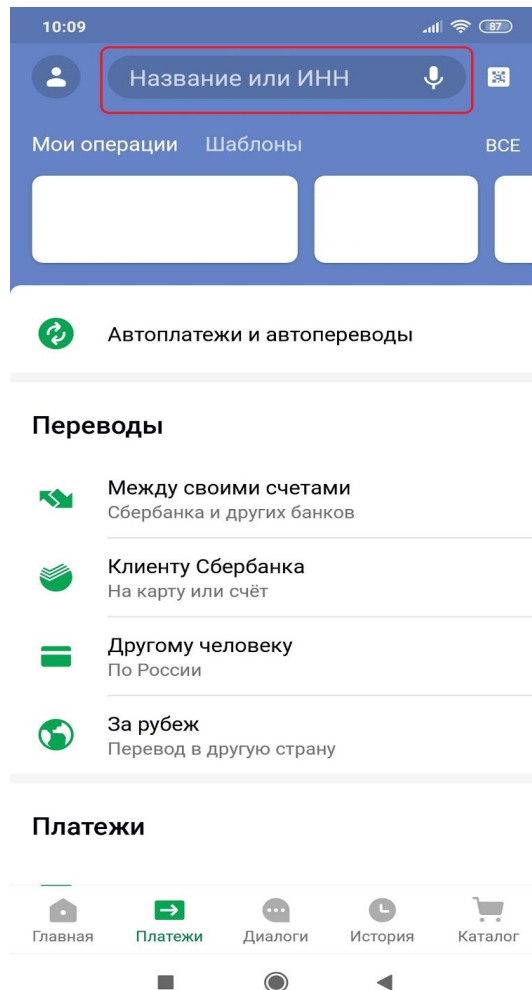 10:09
87
Название или ИНН
Мои операции Шаблоны ВСЕ
Автоплатежи и автопереводы
Переводы
Между своими счетами
Сбербанка и других банков
Клиенту Сбербанка
На карту или счёт
Другому человеку
По России
За рубеж
Перевод в другую страну
Платежи
Главная Платежи Диалоги История Каталог